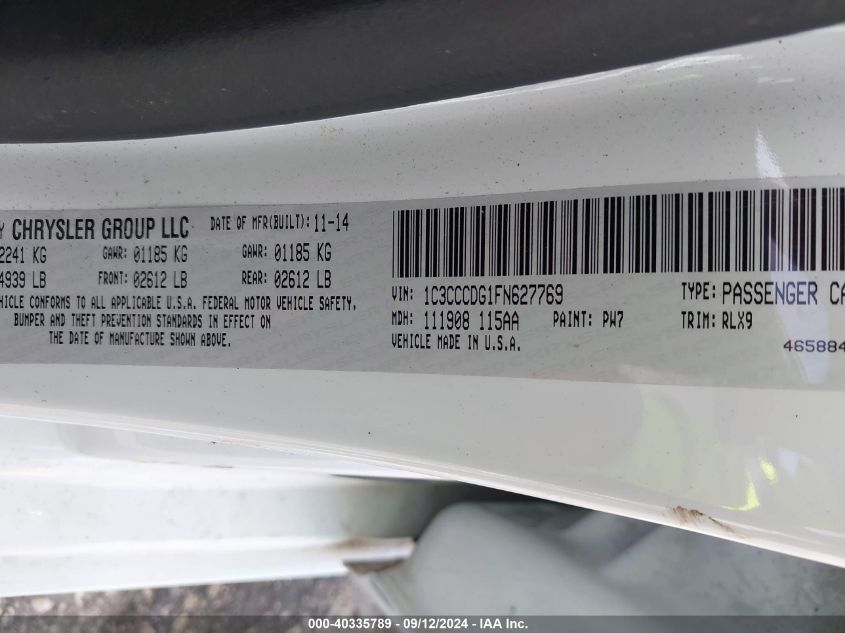 CHRYSLER GROUP LLC DATE OF MFR(BUILT): 11-14
2241 KG GAWR: 01185 KG GAWR: 01185 KG
4939 LB FRONT: 02612 LB REAR: 02612 LB
VEHICLE CONFORMS TO ALL APPLICABLE U.S.A. FEDERAL MOTOR VEHICLE SAFETY,
BUMPER AND THEFT PREVENTION STANDARDS IN EFFECT ON
THE DATE OF MANUFACTURE SHOWN ABOVE.
VIN: 1C3CCCDG1FN627769 TYPE: PASSENGER CA
MDH: 111908 115AA PAINT: PW7 TRIM: RLX9
VEHICLE MADE IN U.S.A. 465884
000-40335789 - 09/12/2024 - IAA Inc.